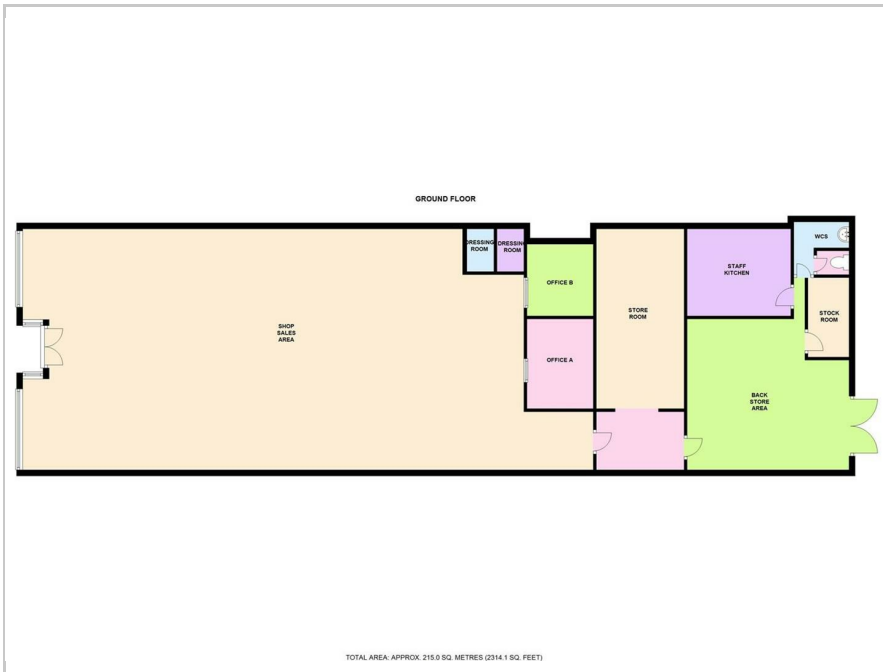 GROUND FLOOR
DRESSING
ROOM
DRESSING
ROOM
WCS
STAFF
KITCHEN
OFFICE B
STORE
ROOM
STOCK
ROOM
SHOP
SALES
AREA
OFFICE A
BACK
STORE
AREA
TOTAL AREA: APPROX. 215.0 SQ. METRES (2314.1 SQ. FEET)